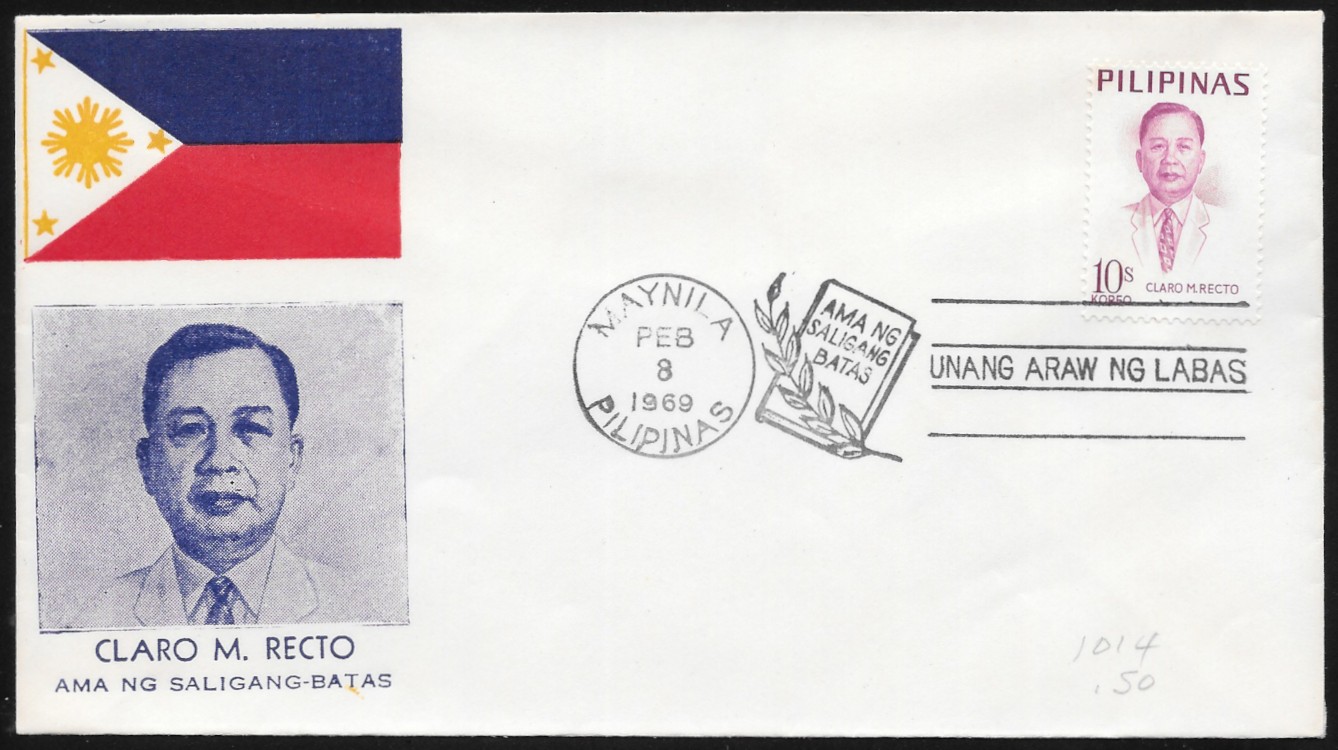 PILIPINAS
10s
KOREO
CLARO M. RECTO
MAYNILA
PEB
8
1969
PILIPINAS
AMA NG
SALIGANG
BATAS
UNANG ARAW NG LABAS
CLARO M. RECTO
AMA NG SALIGANG-BATAS
1014
.50